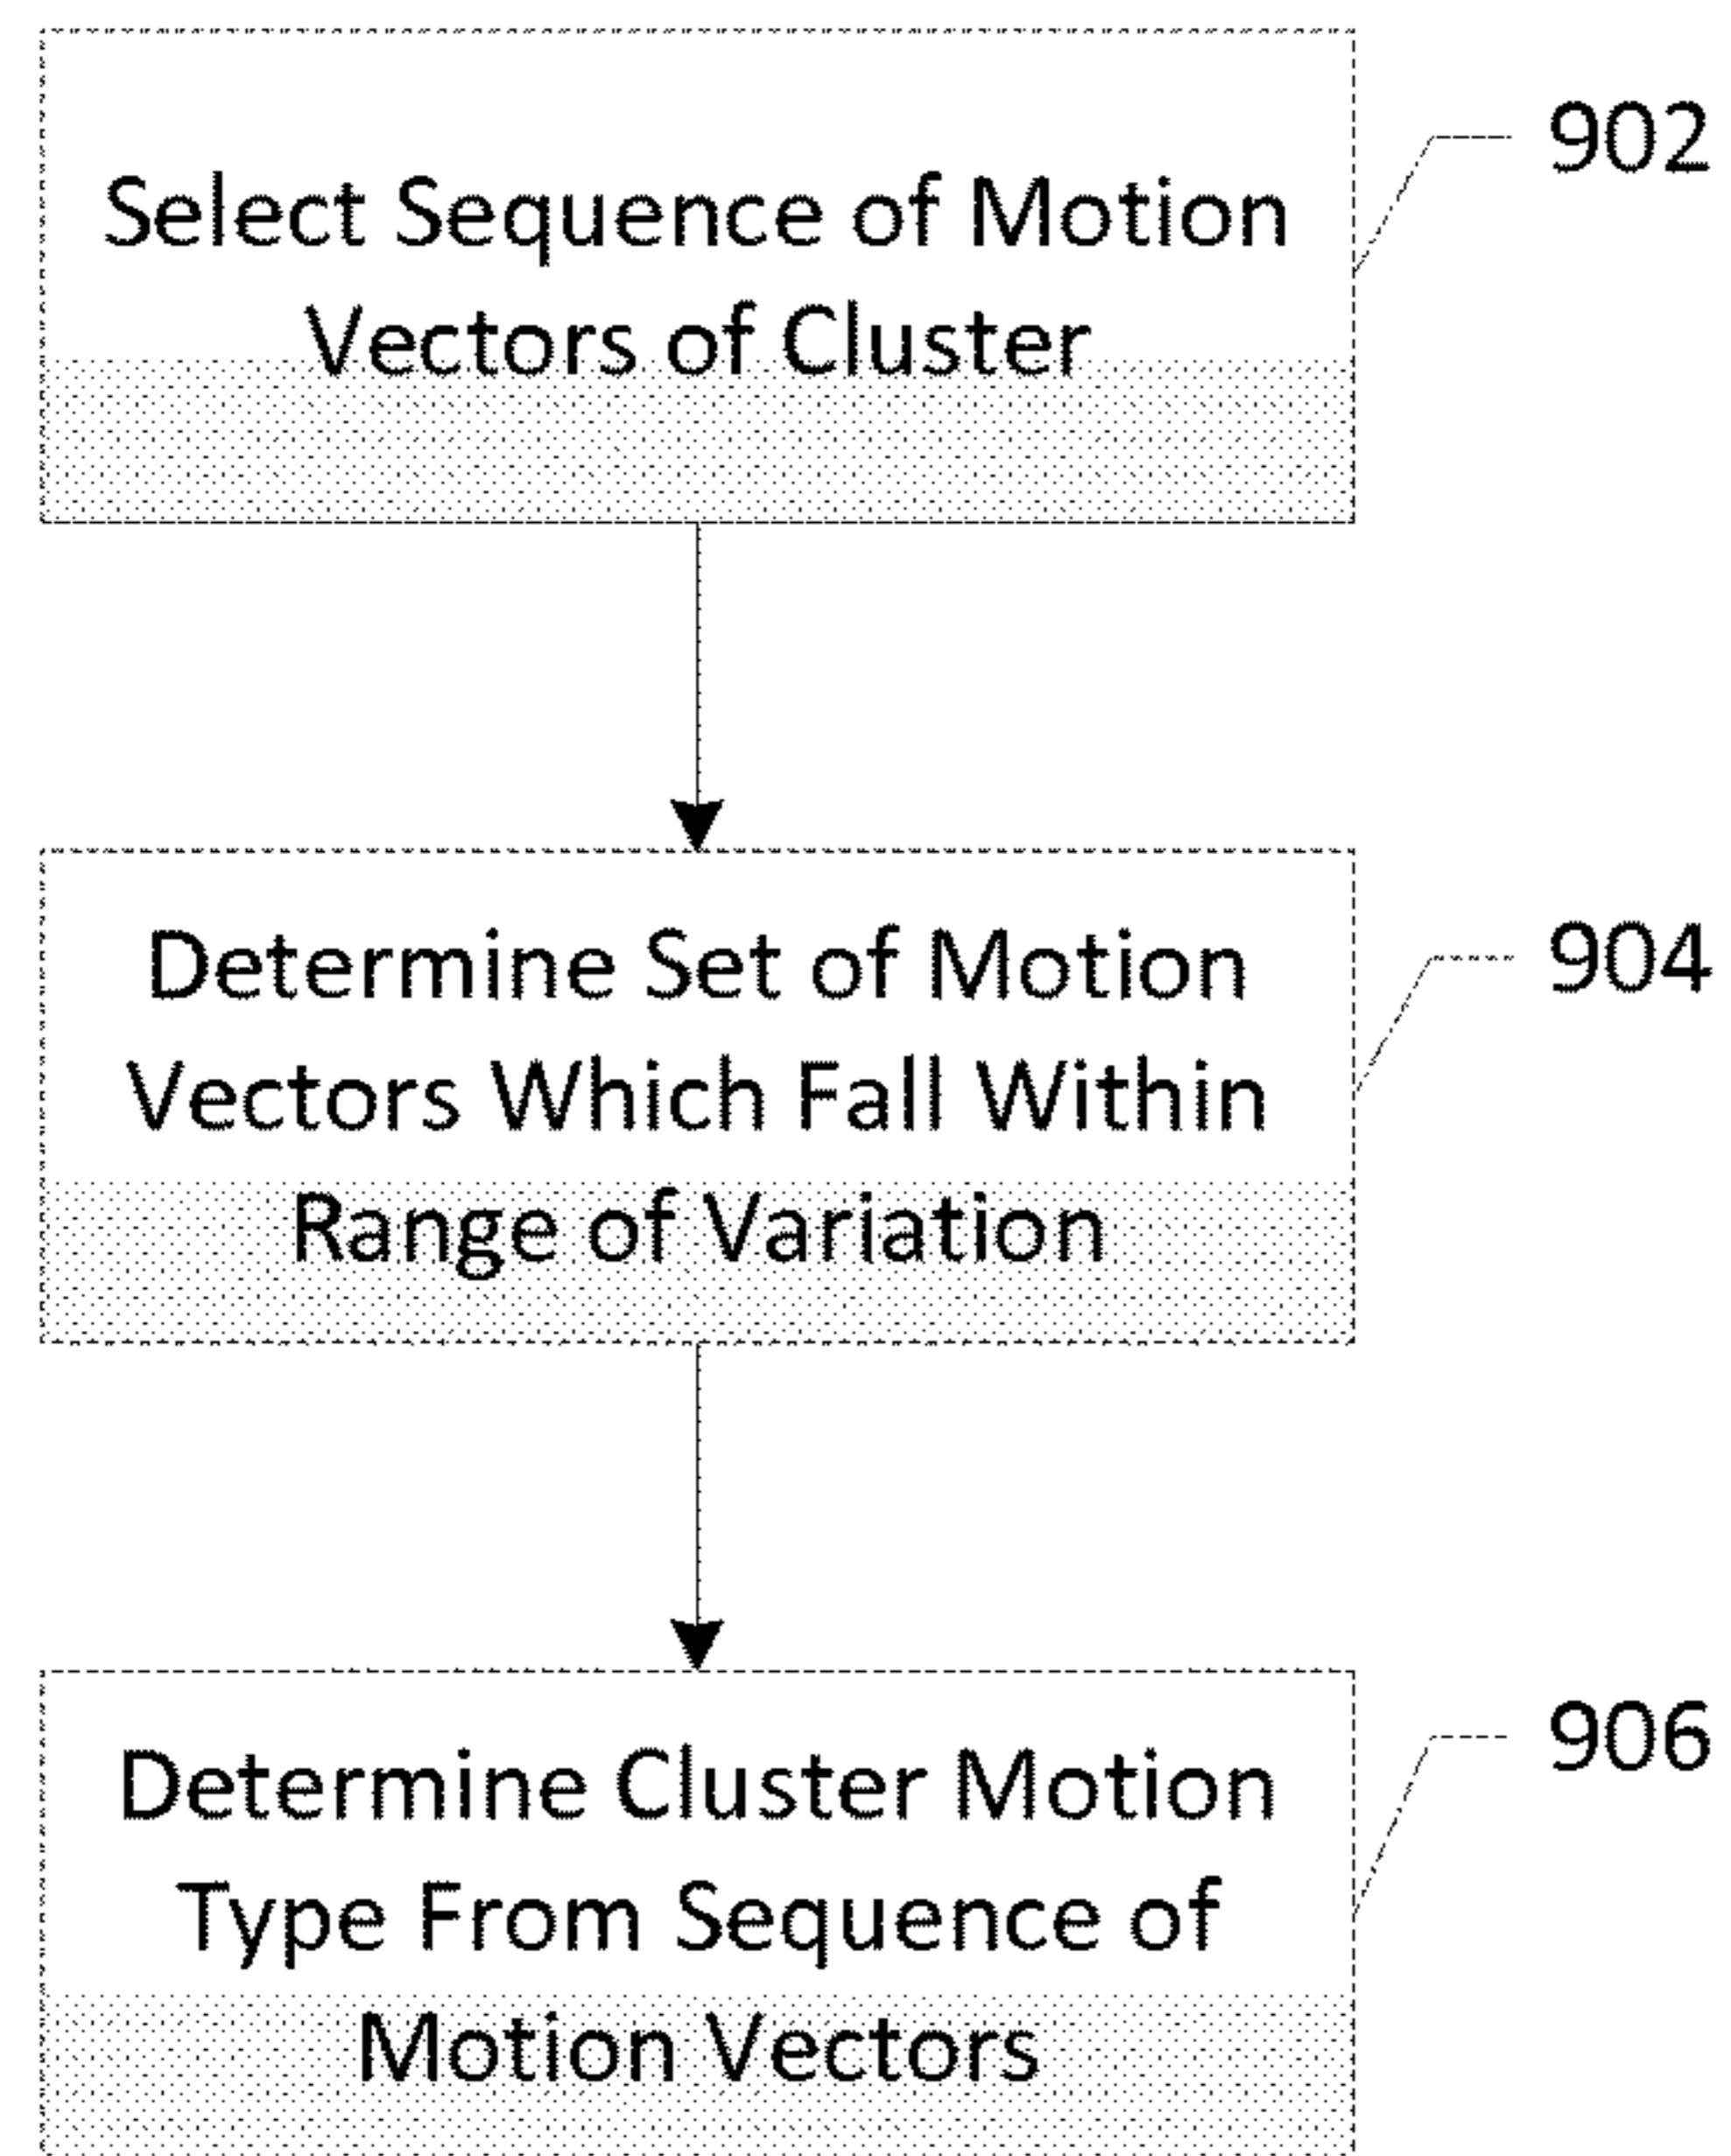 Select Sequence of Motion
Vectors of Cluster
902
Determine Set of Motion
Vectors Which Fall Within
Range of Variation
904
Determine Cluster Motion
Type From Sequence of
Motion Vectors
906